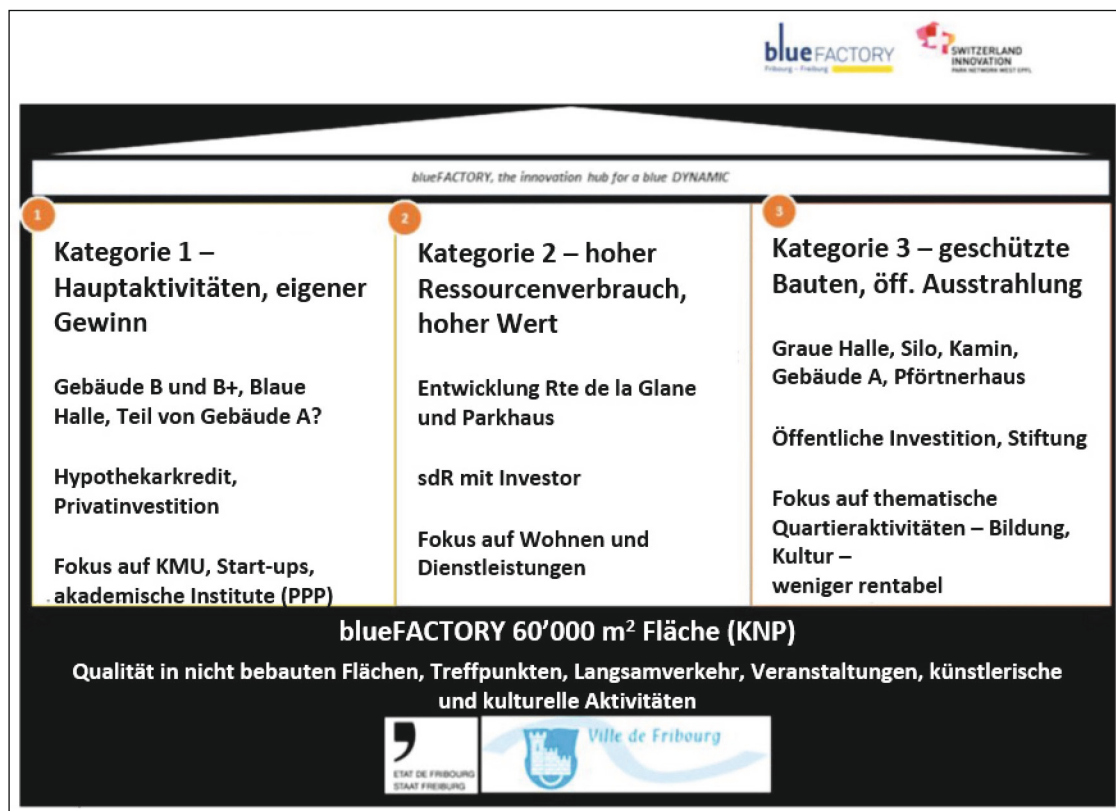 blueFACTORY
Fribourg - Freiburg
SWITZERLAND
INNOVATION
PARK NETWORK WEST EPFL
blueFACTORY, the innovation hub for a blue DYNAMIC
1
Kategorie 1 –
Hauptaktivitäten, eigener
Gewinn
Gebäude B und B+, Blaue
Halle, Teil von Gebäude A?
Hypothekarkredit,
Privatinvestition
Fokus auf KMU, Start-ups,
akademische Institute (PPP)
2
Kategorie 2 – hoher
Ressourcenverbrauch,
hoher Wert
Entwicklung Rte de la Glane
und Parkhaus
sdR mit Investor
Fokus auf Wohnen und
Dienstleistungen
3
Kategorie 3 – geschützte
Bauten, öff. Ausstrahlung
Graue Halle, Silo, Kamin,
Gebäude A, Pförtnerhaus
Öffentliche Investition, Stiftung
Fokus auf thematische
Quartieraktivitäten – Bildung,
Kultur –
weniger rentabel
blueFACTORY 60'000 m² Fläche (KNP)
Qualität in nicht bebauten Flächen, Treffpunkten, Langsamverkehr, Veranstaltungen, künstlerische
und kulturelle Aktivitäten
ETAT DE FRIBOURG
STAAT FREIBURG
Ville de Fribourg